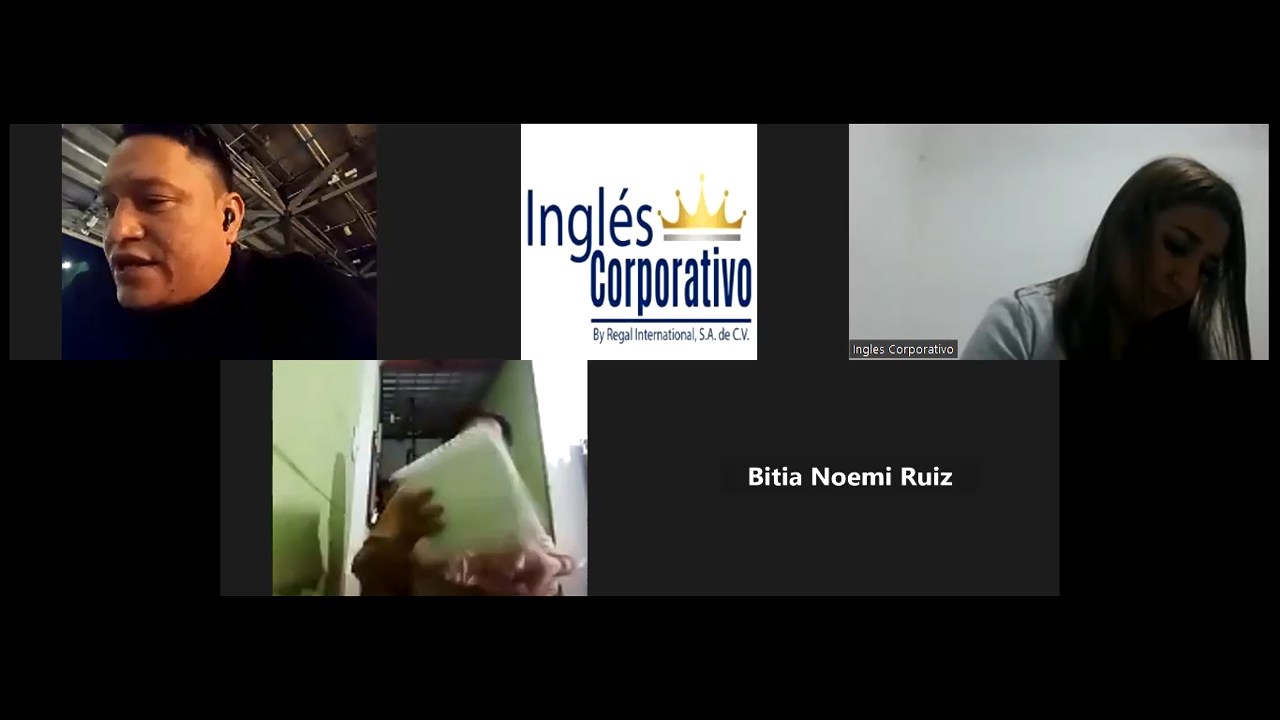 Inglés
Corporativo
By Regal International, S.A. de C.V.
Ingles Corporativo
Bitia Noemi Ruiz